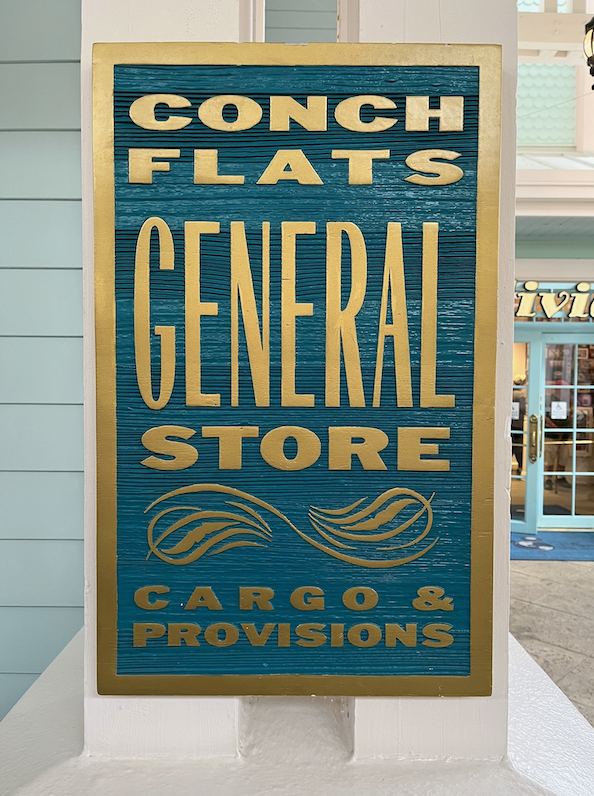 CONCH
FLATS
GENERAL
STORE
CARGO &
PROVISIONS